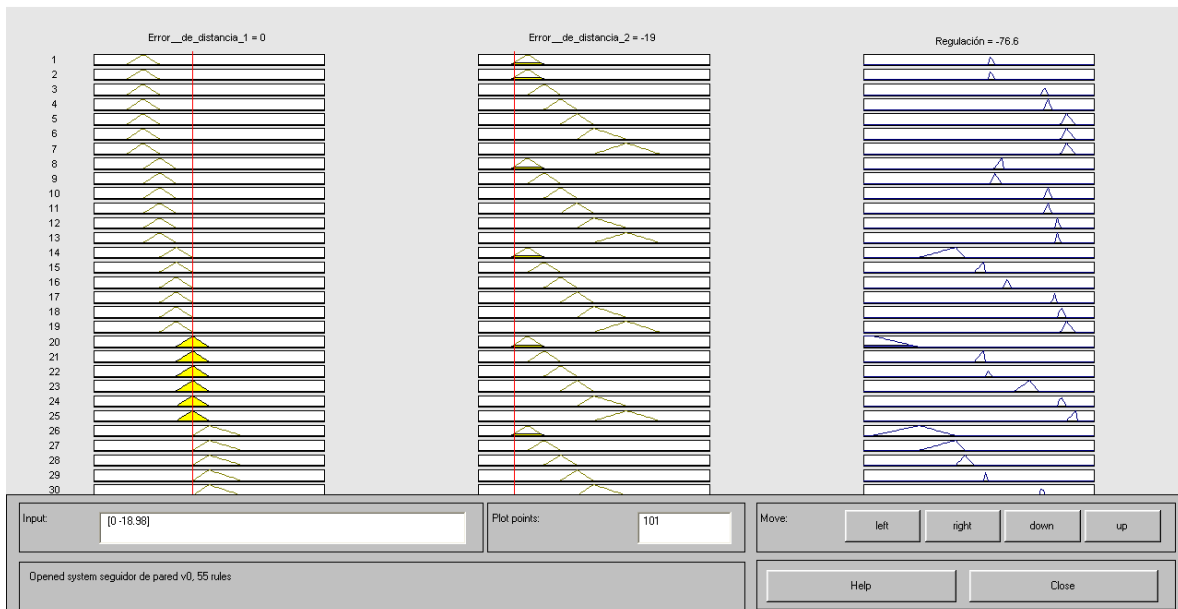 Error__de_distancia_1 = 0
Error__de_distancia_2 = -19
Regulación = -76.6
1
2
3
4
5
6
7
8
9
10
11
12
13
14
15
16
17
18
19
20
21
22
23
24
25
26
27
28
29
30
Input:
[0 -18.98]
Plot points:
101
Move:
left
right
down
up
Opened system seguidor de pared v0, 55 rules
Help
Close